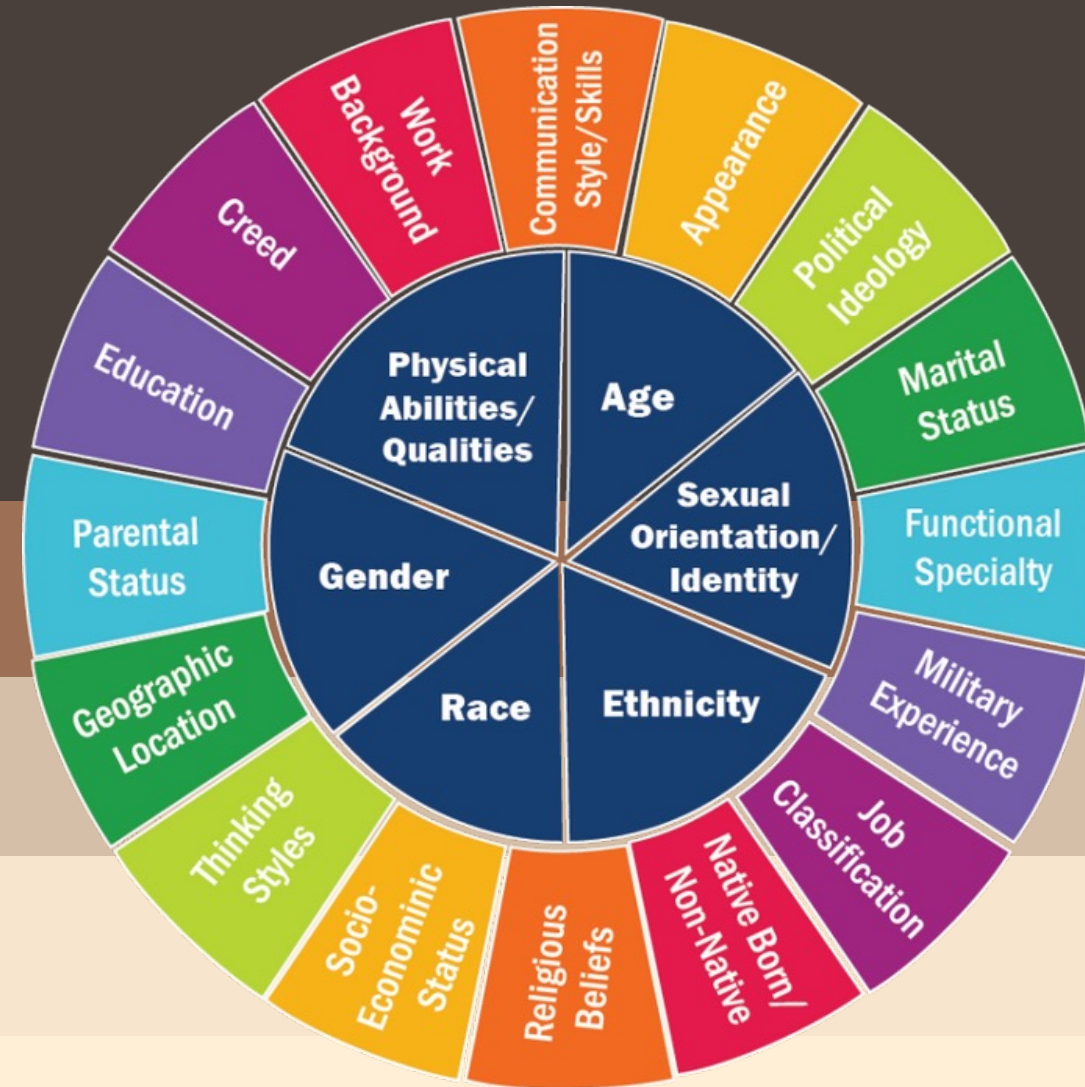 Communication
Style/Skills
Appearance
Political
Ideology
Marital
Status
Functional
Specialty
Military
Experience
Job
Classification
Native Born/
Non-Native
Religious
Beliefs
Socio-
Economic
Status
Thinking
Styles
Geographic
Location
Parental
Status
Education
Creed
Work
Background
Physical
Abilities/
Qualities
Age
Sexual
Orientation/
Identity
Ethnicity
Race
Gender